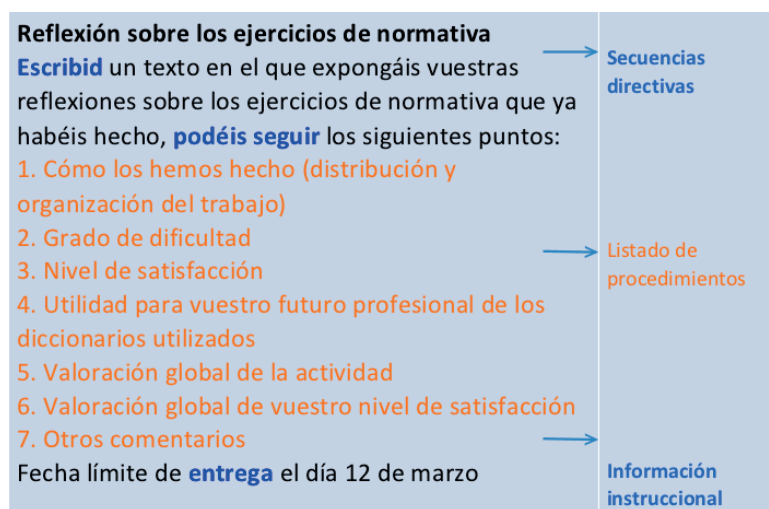 Reflexión sobre los ejercicios de normativa
Escribid un texto en el que expongáis vuestras
reflexiones sobre los ejercicios de normativa que ya
habéis hecho, podéis seguir los siguientes puntos:
1. Cómo los hemos hecho (distribución y
organización del trabajo)
2. Grado de dificultad
3. Nivel de satisfacción
4. Utilidad para vuestro futuro profesional de los
diccionarios utilizados
5. Valoración global de la actividad
6. Valoración global de vuestro nivel de satisfacción
7. Otros comentarios
Fecha límite de entrega el día 12 de marzo
Secuencias
directivas
Listado de
procedimientos
Información
instruccional